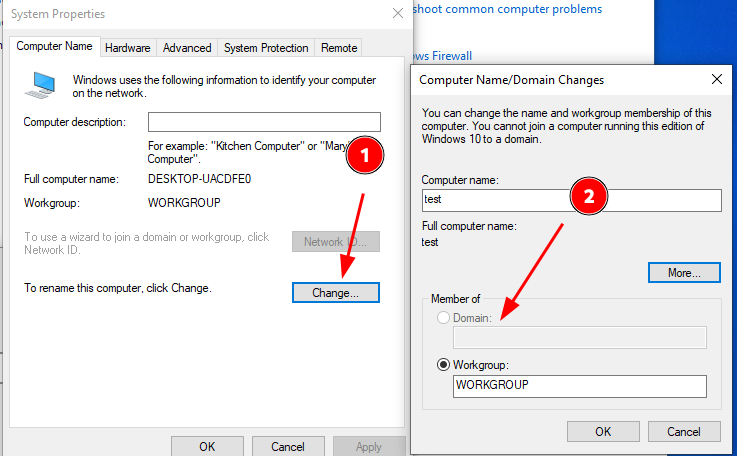 System Properties
Computer Name
Hardware
Advanced
System Protection
Remote
Windows uses the following information to identify your computer
on the network.
Computer description:
For example: "Kitchen Computer" or "Mary
Computer".
Full computer name:
DESKTOP-UACDFE0
Workgroup:
WORKGROUP
To use a wizard to join a domain or workgroup, click
Network ID.
Network ID...
To rename this computer, click Change.
Change...
OK
Cancel
Apply
1
shoot common computer problems
ows Firewall
Computer Name/Domain Changes
You can change the name and workgroup membership of this
computer. You cannot join a computer running this edition of
Windows 10 to a domain.
Computer name:
test
2
Full computer name:
test
More...
Member of
Domain:
Workgroup:
WORKGROUP
OK
Cancel